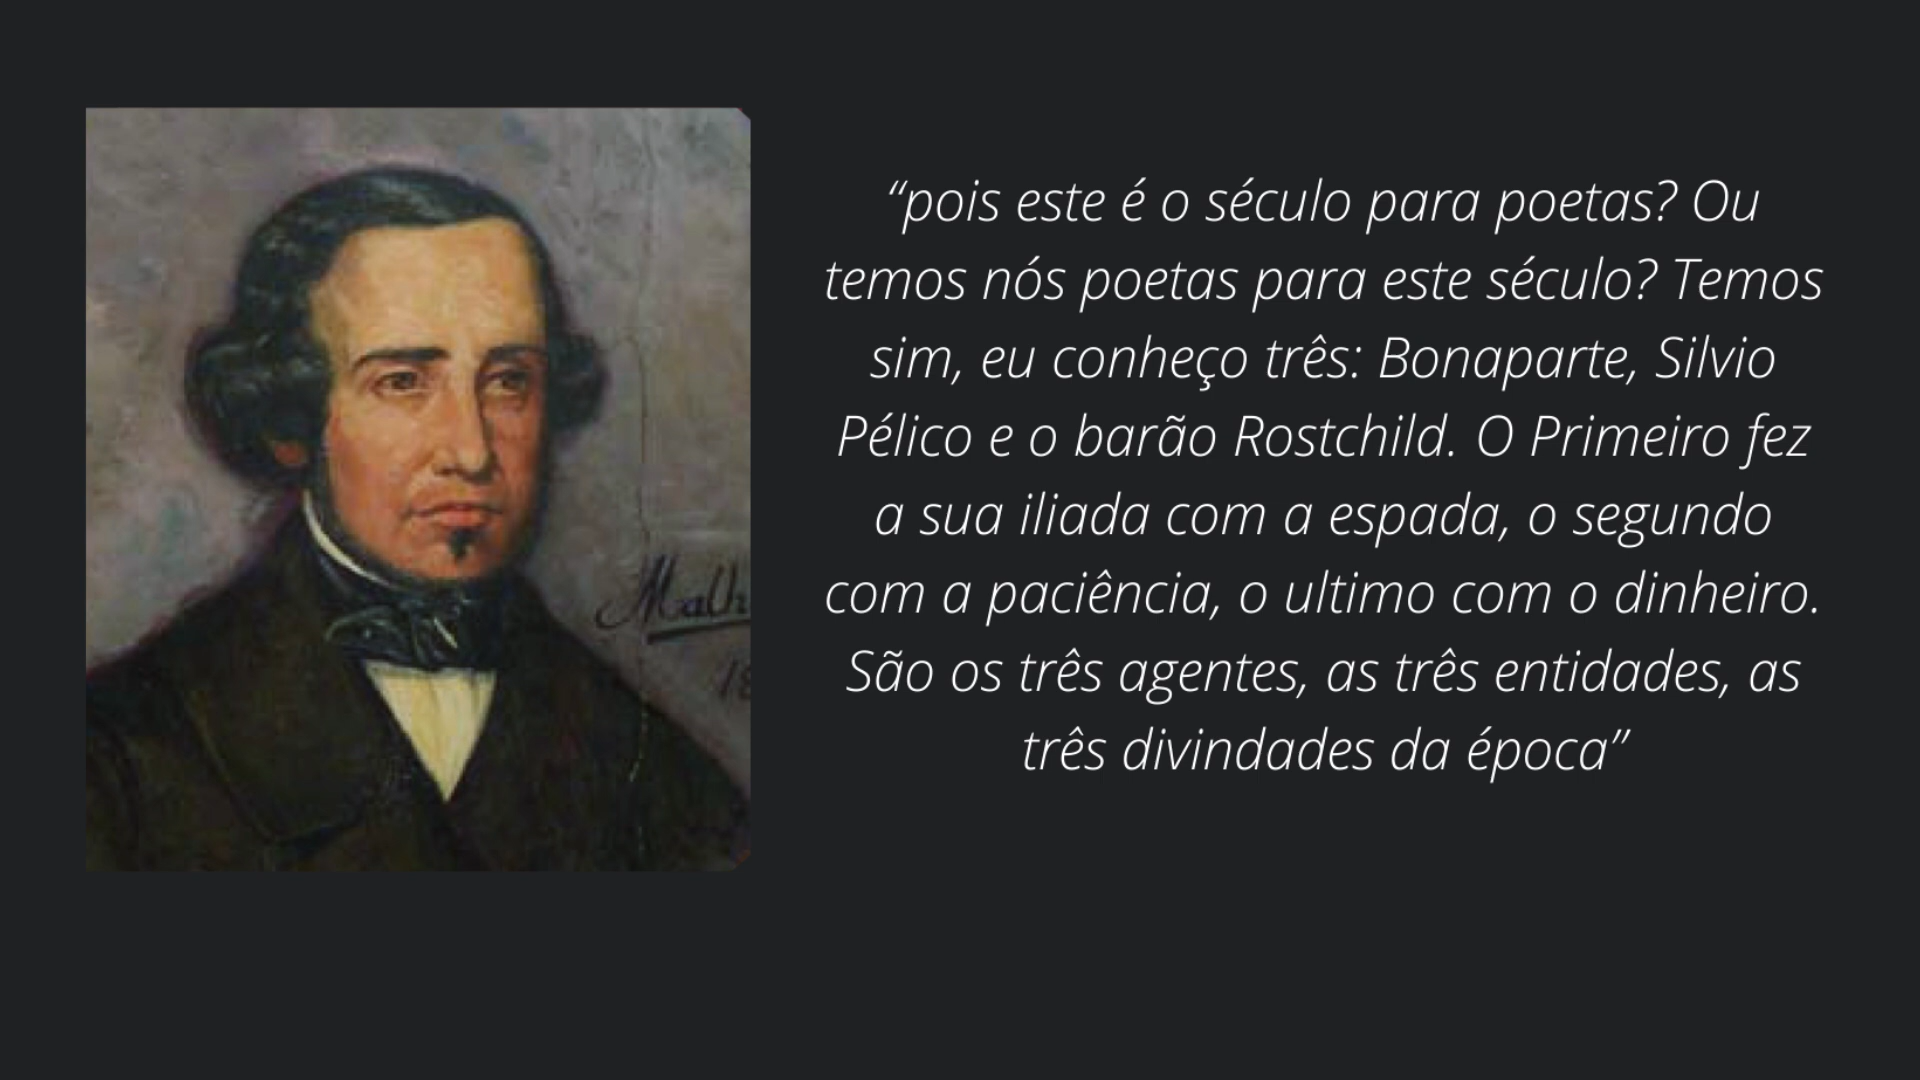 “pois este é o século para poetas? Ou
temos nós poetas para este século? Temos
sim, eu conheço três: Bonaparte, Silvio
Pélico e o barão Rostchild. O Primeiro fez
a sua iliada com a espada, o segundo
com a paciência, o ultimo com o dinheiro.
São os três agentes, as três entidades, as
três divindades da época”